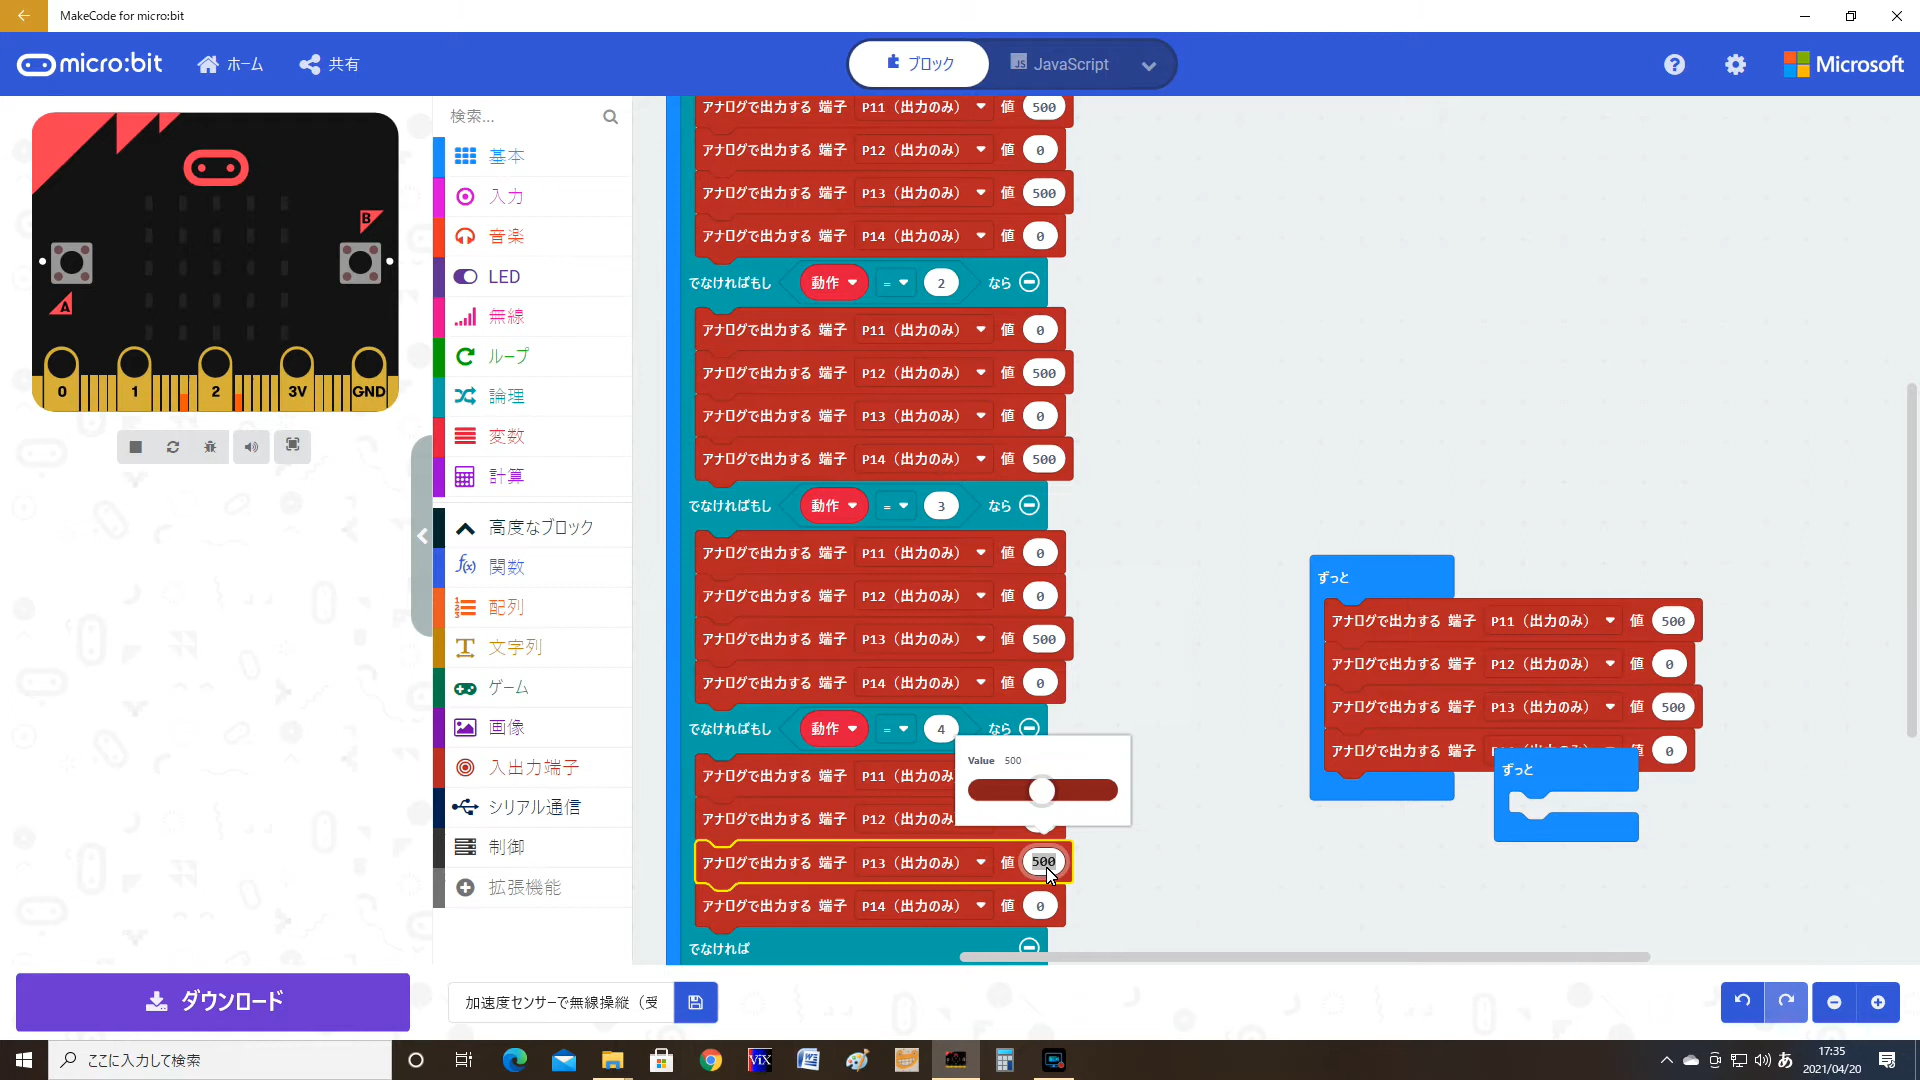 MakeCode for micro:bit
micro:bit
ホーム
共有
ブロック
JS JavaScript
Microsoft
A
B
0 1 2 3V GND
検索...
基本
入力
音楽
LED
無線
ループ
論理
変数
計算
高度なブロック
関数
配列
文字列
ゲーム
画像
入出力端子
シリアル通信
制御
拡張機能
アナログで出力する 端子 P11（出力のみ） 値 500
アナログで出力する 端子 P12（出力のみ） 値 0
アナログで出力する 端子 P13（出力のみ） 値 500
アナログで出力する 端子 P14（出力のみ） 値 0
でなければもし 動作 = 2 なら
アナログで出力する 端子 P11（出力のみ） 値 0
アナログで出力する 端子 P12（出力のみ） 値 500
アナログで出力する 端子 P13（出力のみ） 値 0
アナログで出力する 端子 P14（出力のみ） 値 500
でなければもし 動作 = 3 なら
アナログで出力する 端子 P11（出力のみ） 値 0
アナログで出力する 端子 P12（出力のみ） 値 0
アナログで出力する 端子 P13（出力のみ） 値 500
アナログで出力する 端子 P14（出力のみ） 値 0
でなければもし 動作 = 4 なら
アナログで出力する 端子 P11（出力のみ）
Value 500
アナログで出力する 端子 P12（出力のみ）
アナログで出力する 端子 P13（出力のみ） 値 500
アナログで出力する 端子 P14（出力のみ） 値 0
でなければ
ずっと
アナログで出力する 端子 P11（出力のみ） 値 500
アナログで出力する 端子 P12（出力のみ） 値 0
アナログで出力する 端子 P13（出力のみ） 値 500
アナログで出力する 端子 値 0
ずっと
ダウンロード
加速度センサーで無線操縦（受
ここに入力して検索
ViX
あ
17:35
2021/04/20